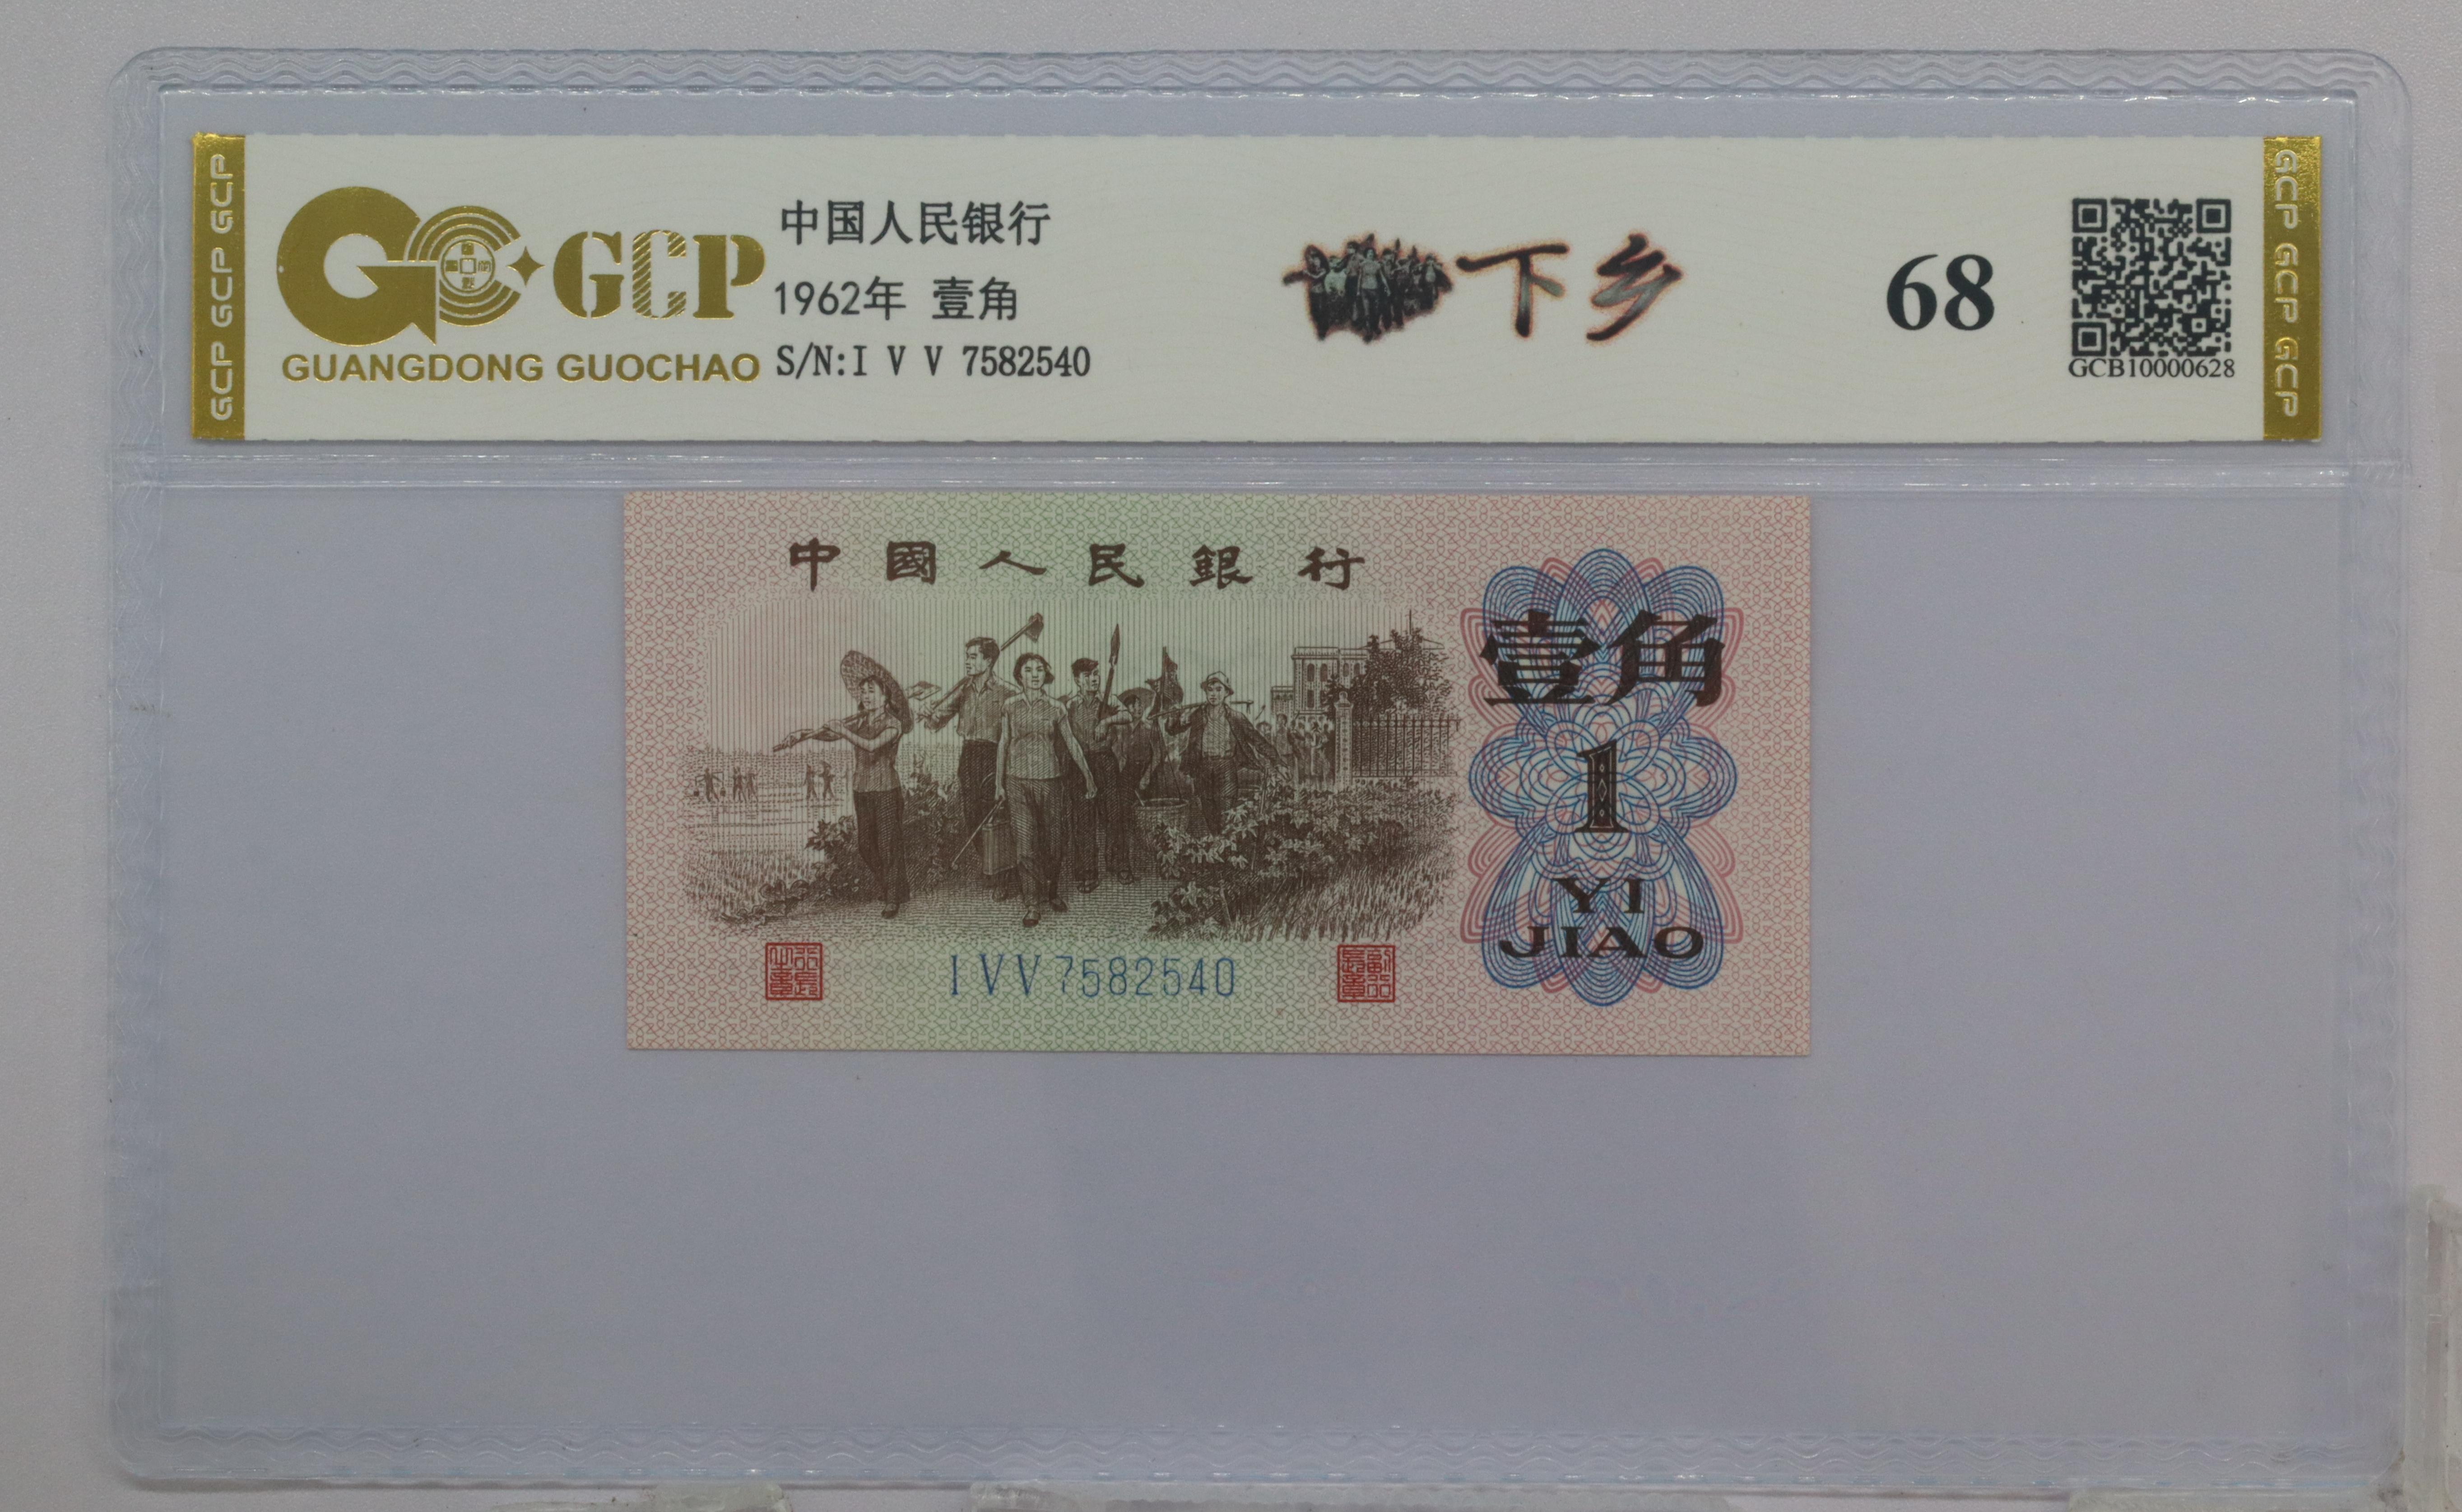 GCP GCP GCP
GCP
GUANGDONG GUOCHAO
中国人民银行
1962年 壹角
S/N:I V V 7582540
下乡
68
GCB10000628
GCP GCP GCP
中國人民銀行
壹角
1
YI
JIAO
I V V 7582540